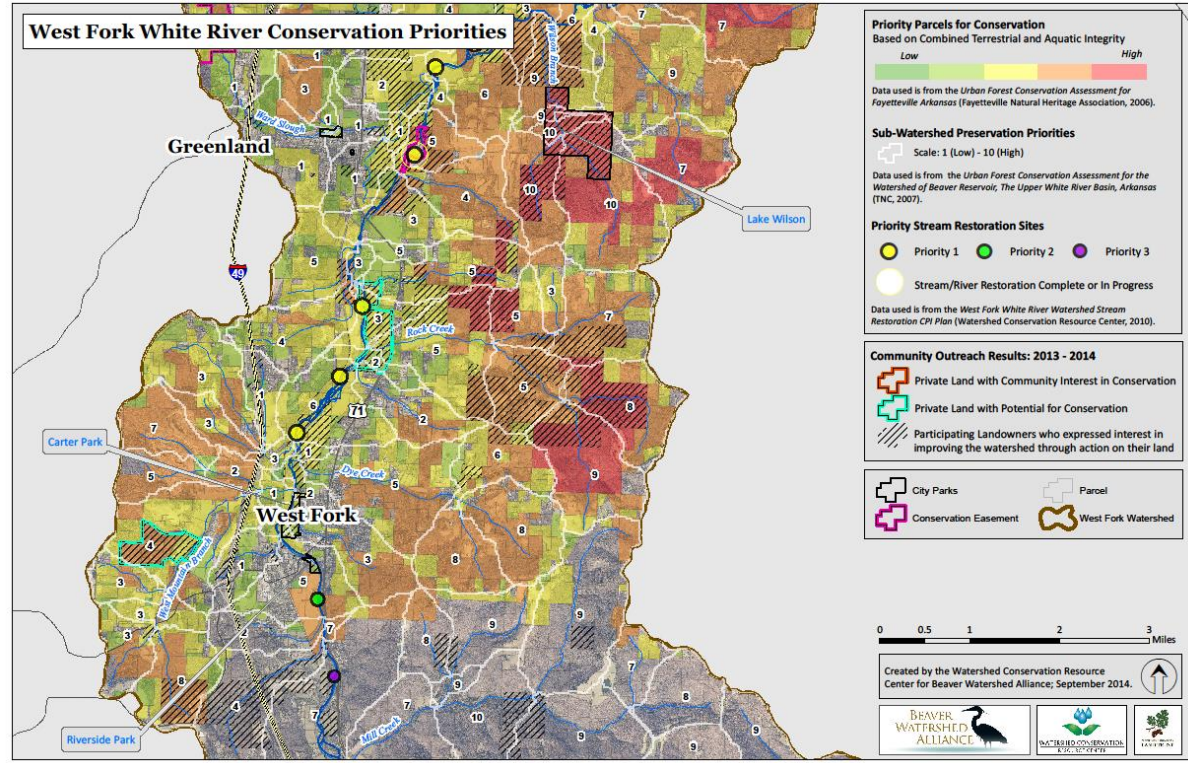 West Fork White River Conservation Priorities
Wilson Branch
Ward Slough
Greenland
Lake Wilson
49
Rock Creek
71
Carter Park
Dye Creek
West Fork
West Mountain Branch
Riverside Park
Mill Creek
Priority Parcels for Conservation
Based on Combined Terrestrial and Aquatic Integrity
Low High
Data used is from the Urban Forest Conservation Assessment for
Fayetteville Arkansas (Fayetteville Natural Heritage Association, 2006).
Sub-Watershed Preservation Priorities
Scale: 1 (Low) - 10 (High)
Data used is from the Urban Forest Conservation Assessment for the
Watershed of Beaver Reservoir, The Upper White River Basin, Arkansas
(TNC, 2007).
Priority Stream Restoration Sites
Priority 1 Priority 2 Priority 3
Stream/River Restoration Complete or In Progress
Data used is from the West Fork White River Watershed Stream
Restoration CPI Plan (Watershed Conservation Resource Center, 2010).
Community Outreach Results: 2013 - 2014
Private Land with Community Interest in Conservation
Private Land with Potential for Conservation
Participating Landowners who expressed interest in
improving the watershed through action on their land
City Parks Parcel
Conservation Easement West Fork Watershed
0 0.5 1 2 3
Miles
Created by the Watershed Conservation Resource
Center for Beaver Watershed Alliance; September 2014.
BEAVER
WATERSHED
ALLIANCE
WATERSHED CONSERVATION
RESOURCE CENTER